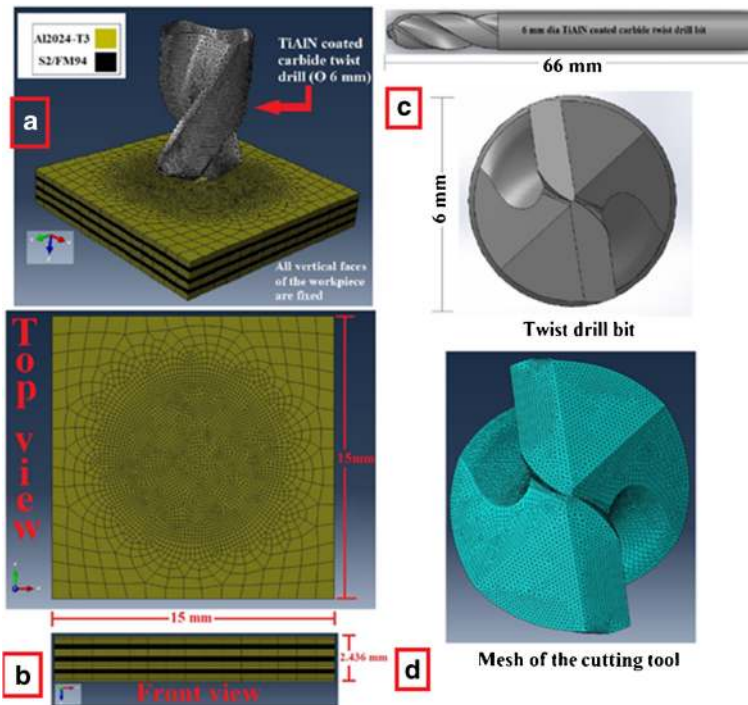 Al2024-T3
S2/FM94
TiAlN coated
carbide twist
drill (O 6 mm)
a
All vertical faces
of the workpiece
are fixed
Top view
15mm
15 mm
b
2.436 mm
Front view
6 mm dia TiAlN coated carbide twist drill bit
66 mm
c
6 mm
Twist drill bit
d
Mesh of the cutting tool